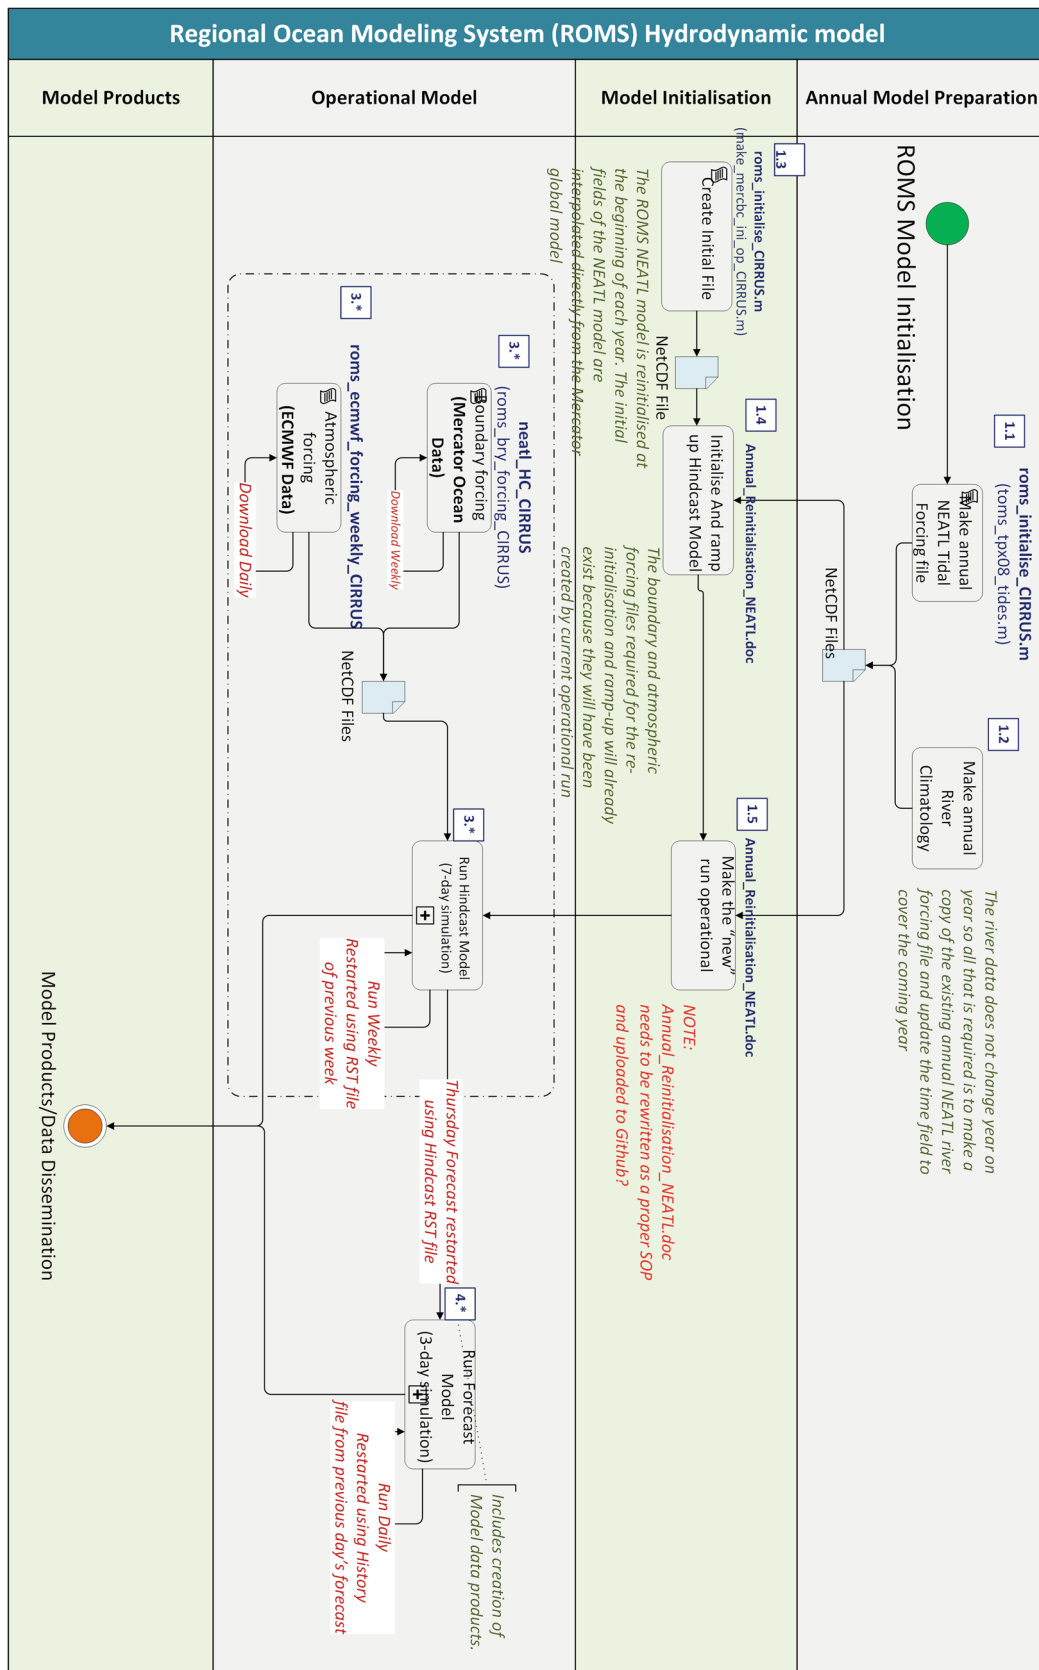 Regional Ocean Modeling System (ROMS) Hydrodynamic model
Model Products
Operational Model
Model Initialisation
Annual Model Preparation
ROMS Model Initialisation
1.1
roms_initialise_CIRRUS.m
(toms_tpx08_tides.m)
Make annual
NEATL Tidal
Forcing file
1.2
Make annual
River
Climatology
The river data does not change year on
year so all that is required is to make a
copy of the existing annual NEATL river
forcing file and update the time field to
cover the coming year
NetCDF Files
1.3
roms_initialise_CIRRUS.m
(make_mercbc_ini_op_CIRRUS.m)
Create Initial File
The ROMS NEATL model is reinitialised at
the beginning of each year. The initial
fields of the NEATL model are
interpolated directly from the Mercator
global model
NetCDF File
1.4
Annual_Reinitialisation_NEATL.doc
Initialise And ramp
up Hindcast Model
The boundary and atmospheric
forcing files required for the re-
initialisation and ramp-up will already
exist because they will have been
created by current operational run
1.5
Annual_Reinitialisation_NEATL.doc
Make the “new”
run operational
NOTE:
Annual_Reinitialisation_NEATL.doc
needs to be rewritten as a proper SOP
and uploaded to Github?
3.*
neatl_HC_CIRRUS
(roms_bry_forcing_CIRRUS)
Boundary forcing
(Mercator Ocean
Data)
Download Weekly
3.*
roms_ecmwf_forcing_weekly_CIRRUS
Atmospheric
forcing
(ECMWF Data)
Download Daily
NetCDF Files
3.*
Run Hindcast Model
(7-day simulation)
Run Weekly
Restarted using RST file
of previous week
Thursday Forecast restarted
using Hindcast RST file
4.*
Run Forecast
Model
(3-day simulation)
Run Daily
Restarted using History
file from previous day’s forecast
Includes creation of
Model data products.
Model Products/Data Dissemination